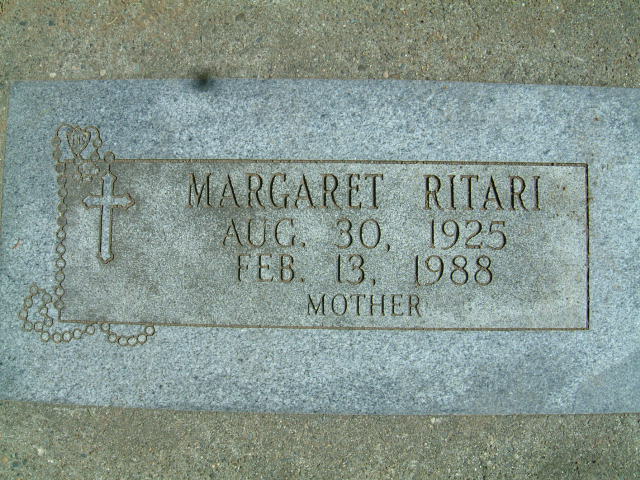 MARGARET RITARI
AUG. 30, 1925
FEB. 13, 1988
MOTHER